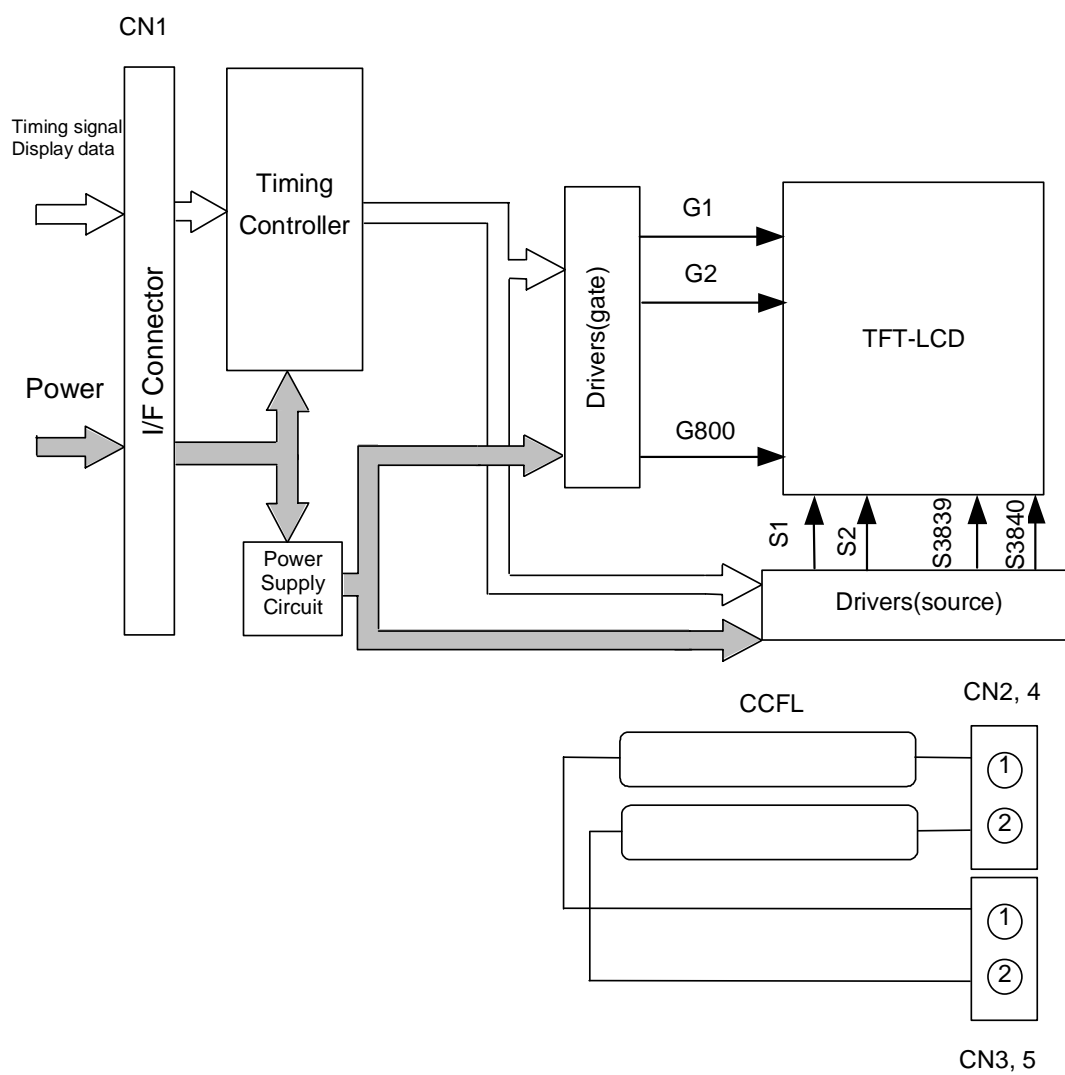 CN1
Timing signal
Display data
Timing
Controller
I/F Connector
Power
Power
Supply
Circuit
Drivers(gate)
G1
G2
G800
TFT-LCD
S1
S2
S3839
S3840
Drivers(source)
CCFL
CN2, 4
1
2
1
2
CN3, 5